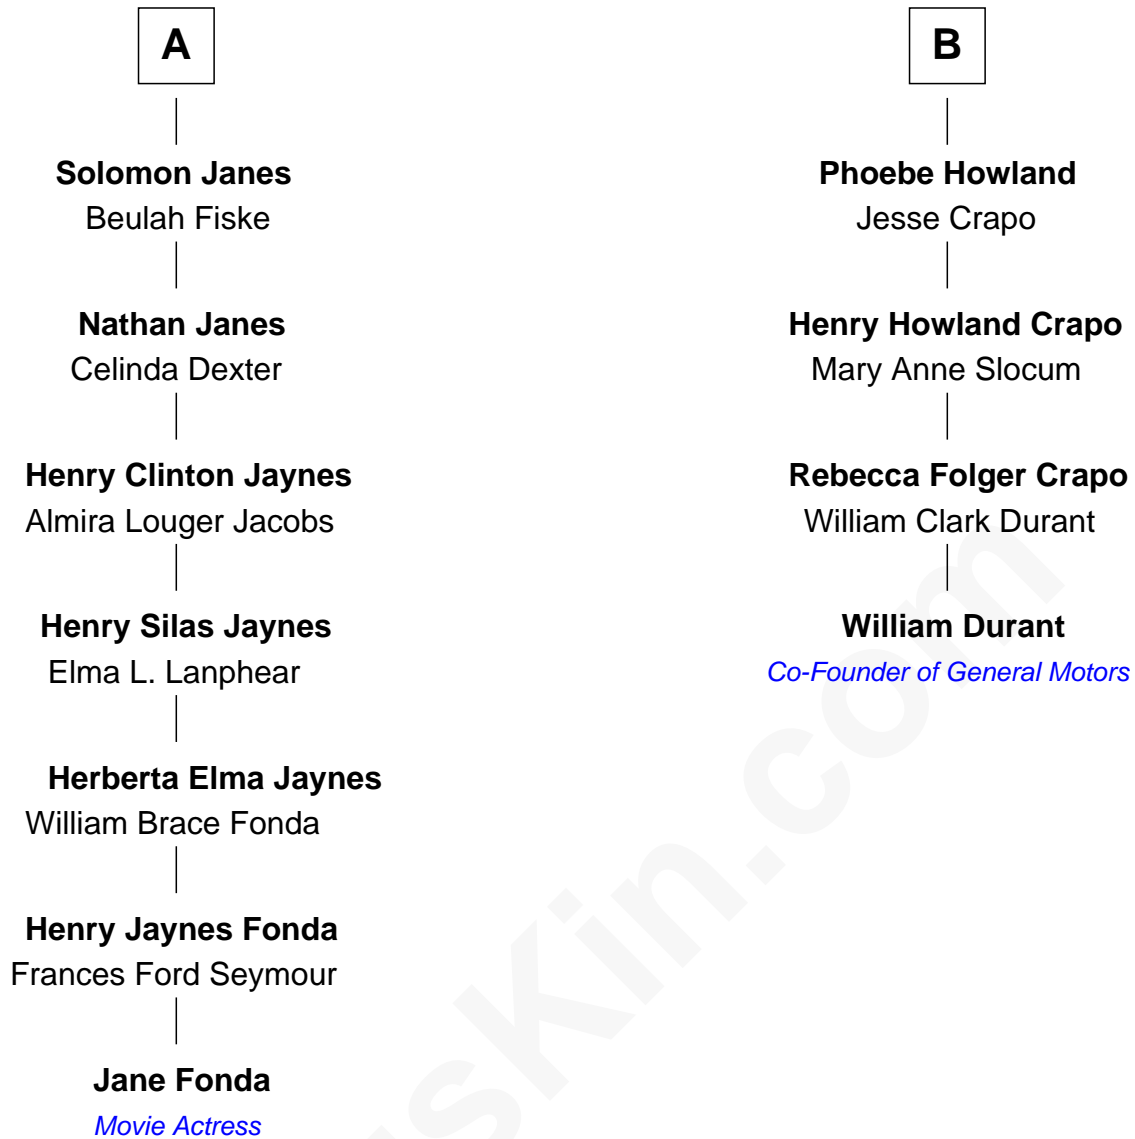 A
Solomon Janes
Beulah Fiske
Nathan Janes
Celinda Dexter
Henry Clinton Jaynes
Almira Louger Jacobs
Henry Silas Jaynes
Elma L. Lanphear
Herberta Elma Jaynes
William Brace Fonda
Henry Jaynes Fonda
Frances Ford Seymour
Jane Fonda
Movie Actress
B
Phoebe Howland
Jesse Crapo
Henry Howland Crapo
Mary Anne Slocum
Rebecca Folger Crapo
William Clark Durant
William Durant
Co-Founder of General Motors
sKin.com